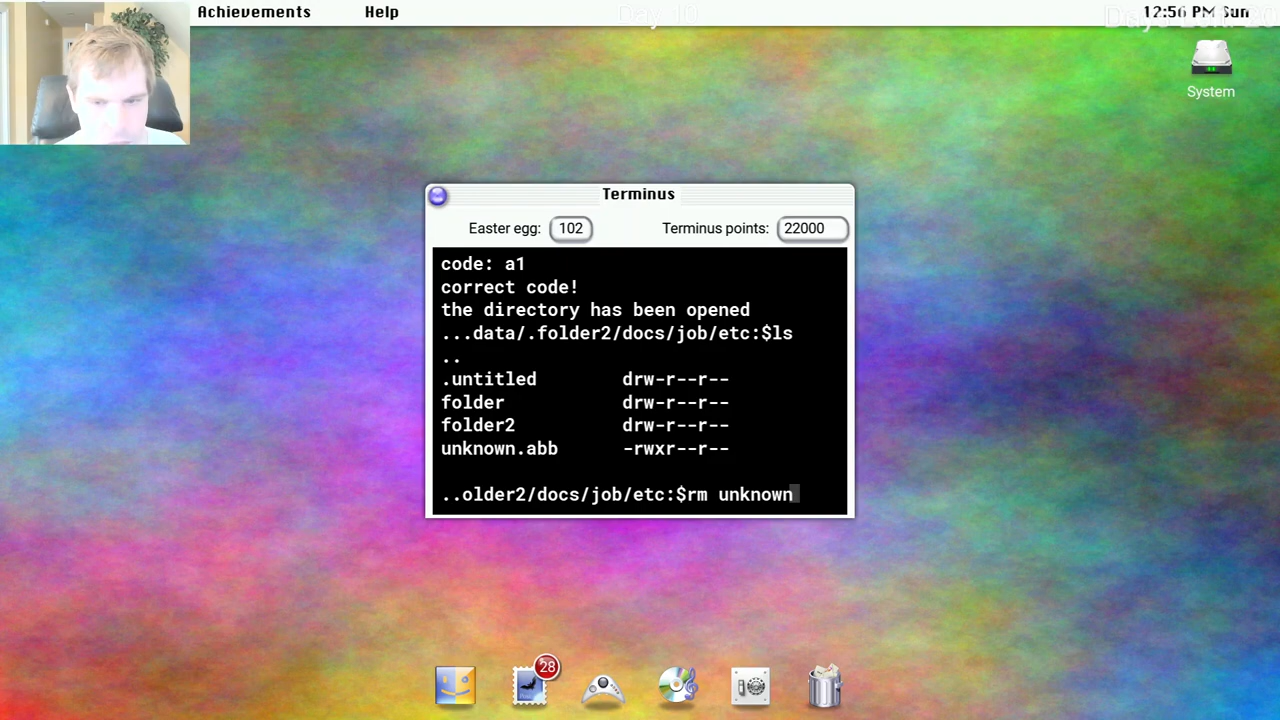 Achievements Help Day 10 12:56 PM Sun
System
Terminus
Easter egg: 102 Terminus points: 22000
code: a1
correct code!
the directory has been opened
...data/.folder2/docs/job/etc:$ls
..
.untitled drw-r--r--
folder drw-r--r--
folder2 drw-r--r--
unknown.abb -rwxr--r--
..older2/docs/job/etc:$rm unknown
28